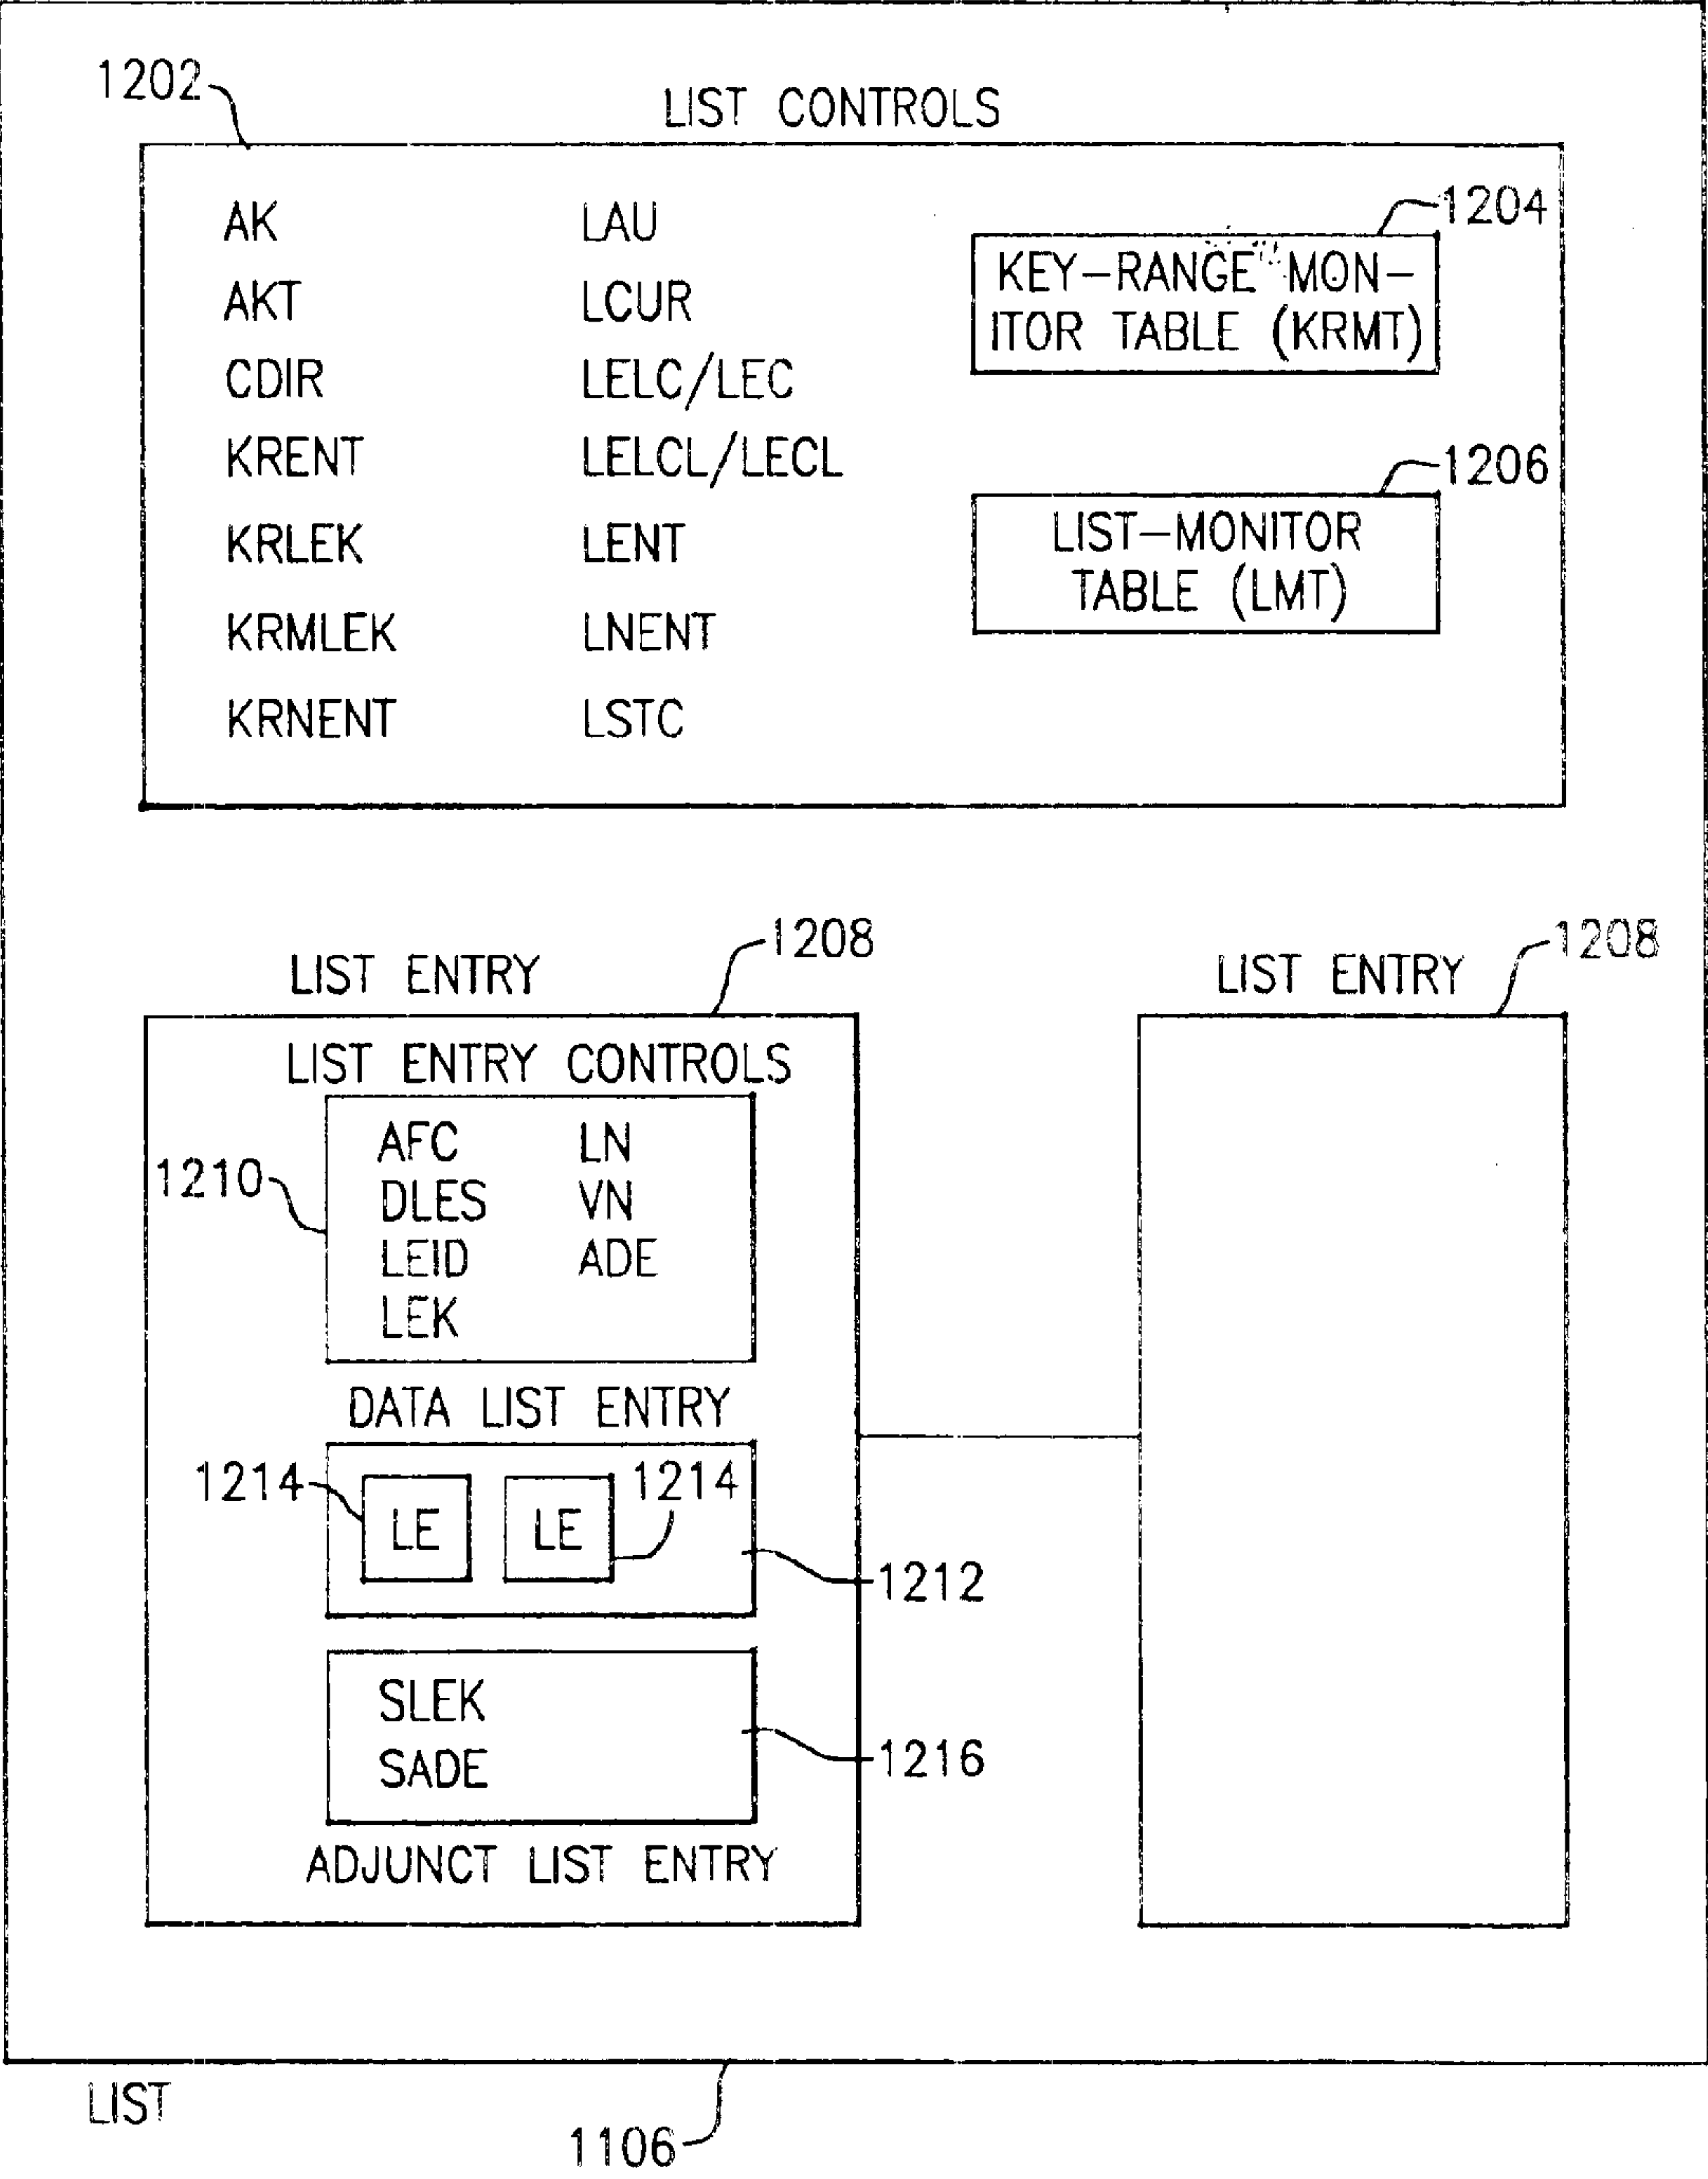 1202
LIST CONTROLS
AK LAU
1204
AKT LCUR
KEY-RANGE MON-
ITOR TABLE (KRMT)
CDIR LELC/LEC
KRENT LELCL/LECL
1206
KRLEK LENT
LIST-MONITOR
TABLE (LMT)
KRMLEK LNENT
KRNENT LSTC
1208
1208
LIST ENTRY
LIST ENTRY
LIST ENTRY CONTROLS
AFC LN
1210
DLES VN
LEID ADE
LEK
DATA LIST ENTRY
1214
1214
LE LE
1212
SLEK
SADE
1216
ADJUNCT LIST ENTRY
LIST
1106